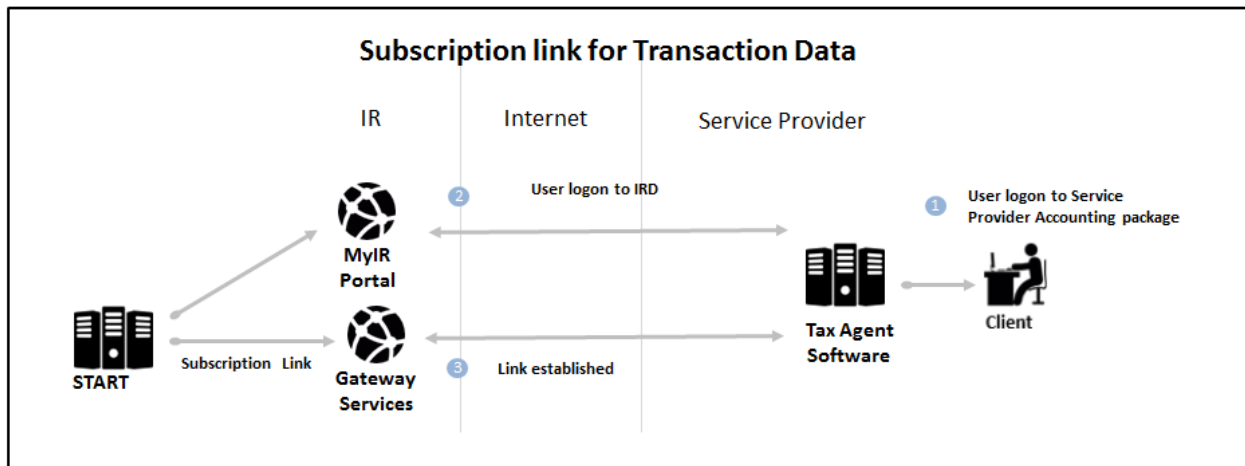 Subscription link for Transaction Data
IR
Internet
Service Provider
2
User logon to IRD
1
User logon to Service
Provider Accounting package
MyIR
Portal
Tax Agent
Software
Client
START
Subscription Link
Gateway
Services
3
Link established